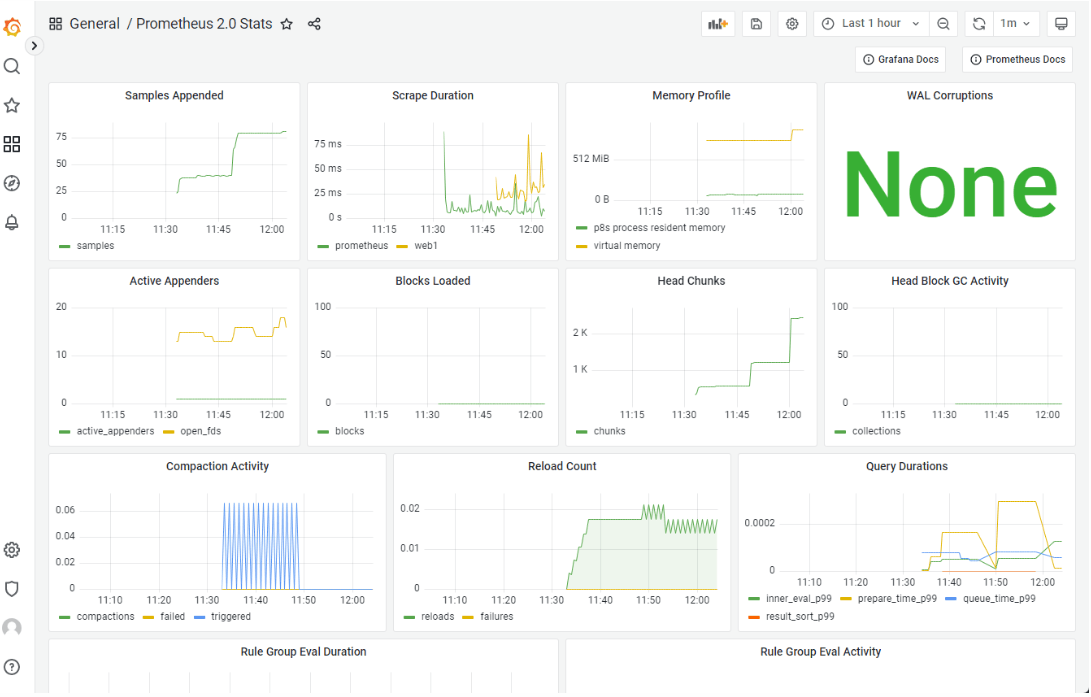 General / Prometheus 2.0 Stats
Last 1 hour
1m
Grafana Docs
Prometheus Docs
Samples Appended
75
50
25
0
11:15 11:30 11:45 12:00
samples
Scrape Duration
75 ms
50 ms
25 ms
0 s
11:15 11:30 11:45 12:00
prometheus web1
Memory Profile
512 MiB
0 B
11:15 11:30 11:45 12:00
p8s process resident memory
virtual memory
WAL Corruptions
None
Active Appenders
20
10
0
11:15 11:30 11:45 12:00
active_appenders open_fds
Blocks Loaded
100
50
0
11:15 11:30 11:45 12:00
blocks
Head Chunks
2 K
1 K
11:15 11:30 11:45 12:00
chunks
Head Block GC Activity
100
50
0
11:15 11:30 11:45 12:00
collections
Compaction Activity
0.06
0.04
0.02
0
11:10 11:20 11:30 11:40 11:50 12:00
compactions failed triggered
Reload Count
0.02
0.01
0
11:10 11:20 11:30 11:40 11:50 12:00
reloads failures
Query Durations
0.0002
0
11:10 11:20 11:30 11:40 11:50 12:00
inner_eval_p99 prepare_time_p99 queue_time_p99
result_sort_p99
Rule Group Eval Duration
Rule Group Eval Activity